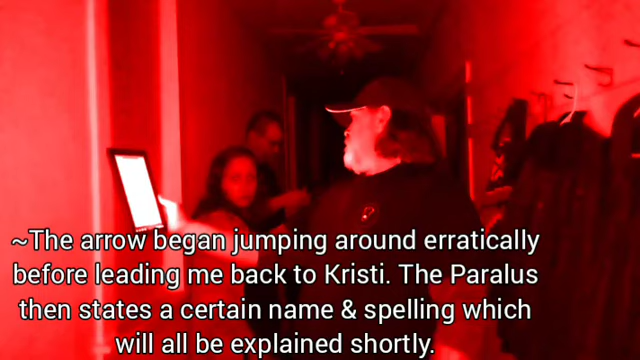 ~The arrow began jumping around erratically
before leading me back to Kristi. The Paralus
then states a certain name & spelling which
will all be explained shortly.